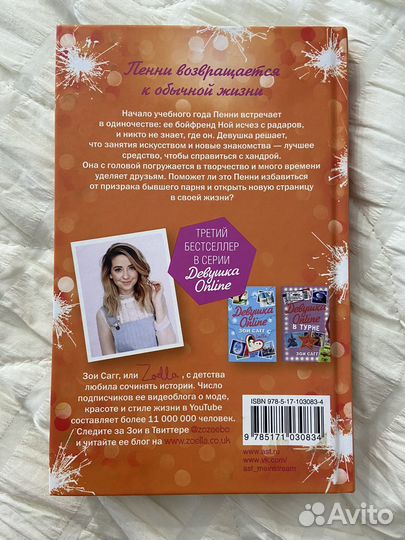 Пенни возвращается
к обычной жизни
Начало учебного года Пенни встречает
в одиночестве: ее бойфренд Ной исчез с радаров,
и никто не знает, где он. Девушка решает,
что занятия искусством и новые знакомства — лучшее
средство, чтобы справиться с хандрой.
Она с головой погружается в творчество и много времени
уделяет друзьям. Поможет ли это Пенни избавиться
от призрака бывшего парня и открыть новую страницу
в своей жизни?
ТРЕТИЙ
БЕСТСЕЛЛЕР
В СЕРИИ
Девушка
Online
Девушка
Online
ЗОИ САГГ
Девушка
Online
В ТУРНЕ
ЗОИ САГГ
Зои Сагг, или Zoella, с детства
любила сочинять истории. Число
подписчиков ее видеоблога о моде,
красоте и стиле жизни в YouTube
составляет более 11 000 000 человек.
/ Следите за Зои в Твиттере @zozeebo
и читайте ее блог на www.zoella.co.uk
ISBN 978-5-17-103083-4
9 785171 030834
www.ast.ru
www.vk.com/
ast_mainstream
Avito